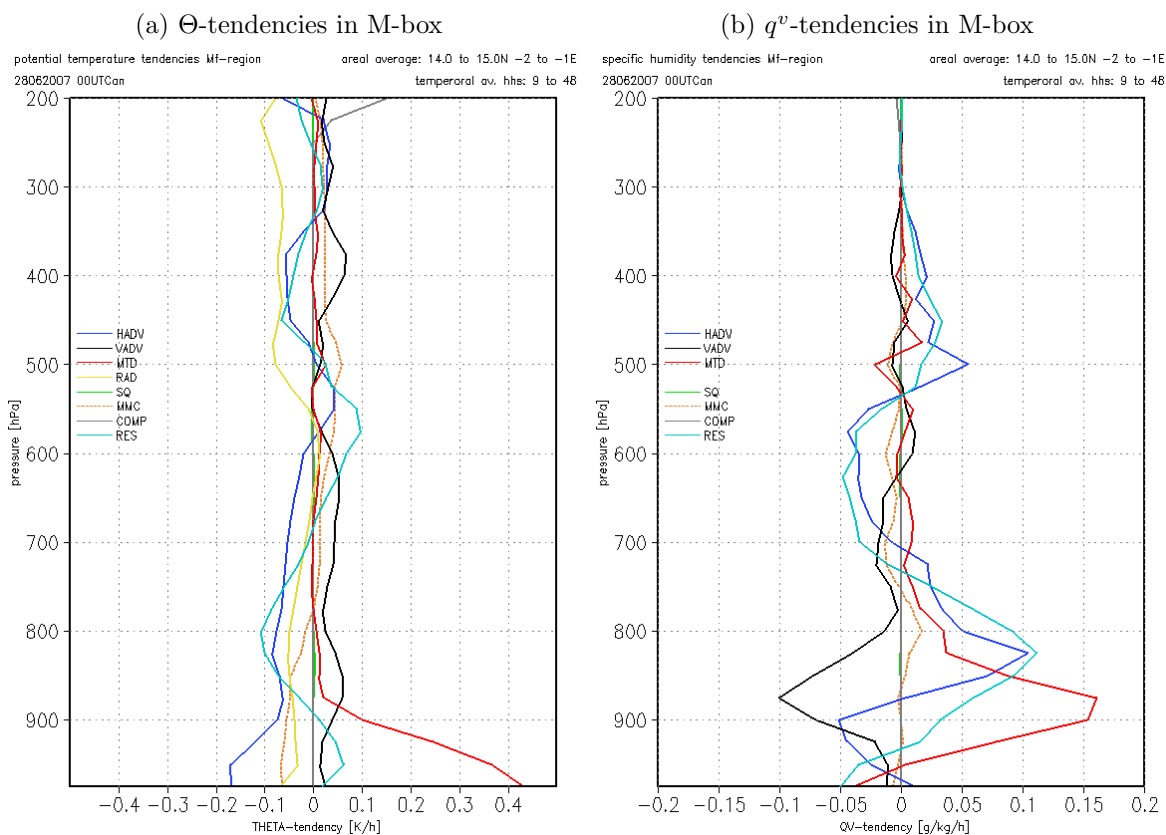 (a) Θ-tendencies in M-box
potential temperature tendencies Mf-region areal average: 14.0 to 15.0N -2 to -1E
28062007 00UTCan temperoral av. hhs: 9 to 48
200
300
400
500
600
700
800
900
pressure [hPa]
HADV
VADV
MTD
RAD
SQ
MMC
COMP
RES
-0.4 -0.3 -0.2 -0.1 0 0.1 0.2 0.3 0.4
THETA-tendency [K/h]
(b) q^v-tendencies in M-box
specific humidity tendencies Mf-region areal average: 14.0 to 15.0N -2 to -1E
28062007 00UTCan temperoral av. hhs: 9 to 48
200
300
400
500
600
700
800
900
pressure [hPa]
HADV
VADV
MTD
SQ
MMC
COMP
RES
-0.2 -0.15 -0.1 -0.05 0 0.05 0.1 0.15 0.2
QV-tendency [g/kg/h]